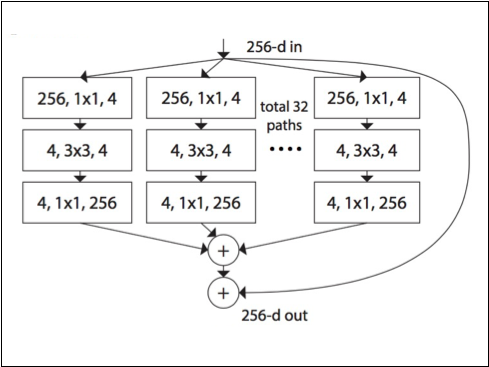 256-d in
256, 1x1, 4
256, 1x1, 4
total 32
paths
256, 1x1, 4
4, 3x3, 4
4, 3x3, 4
....
4, 3x3, 4
4, 1x1, 256
4, 1x1, 256
4, 1x1, 256
+
+
256-d out